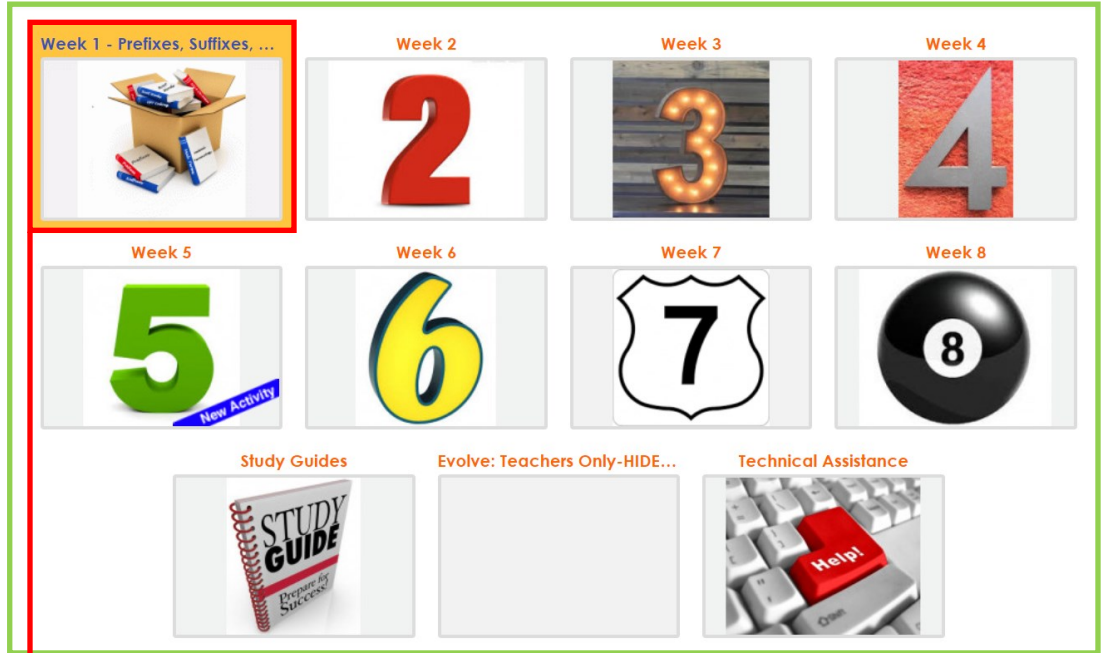 Week 1 - Prefixes, Suffixes, ...
Week 2
Week 3
Week 4
2
3
4
Week 5
Week 6
Week 7
Week 8
5
New Activity
6
7
8
Study Guides
Evolve: Teachers Only-HIDE...
Technical Assistance
STUDY
GUIDE
Prepare for
Success!
Help!
Shift